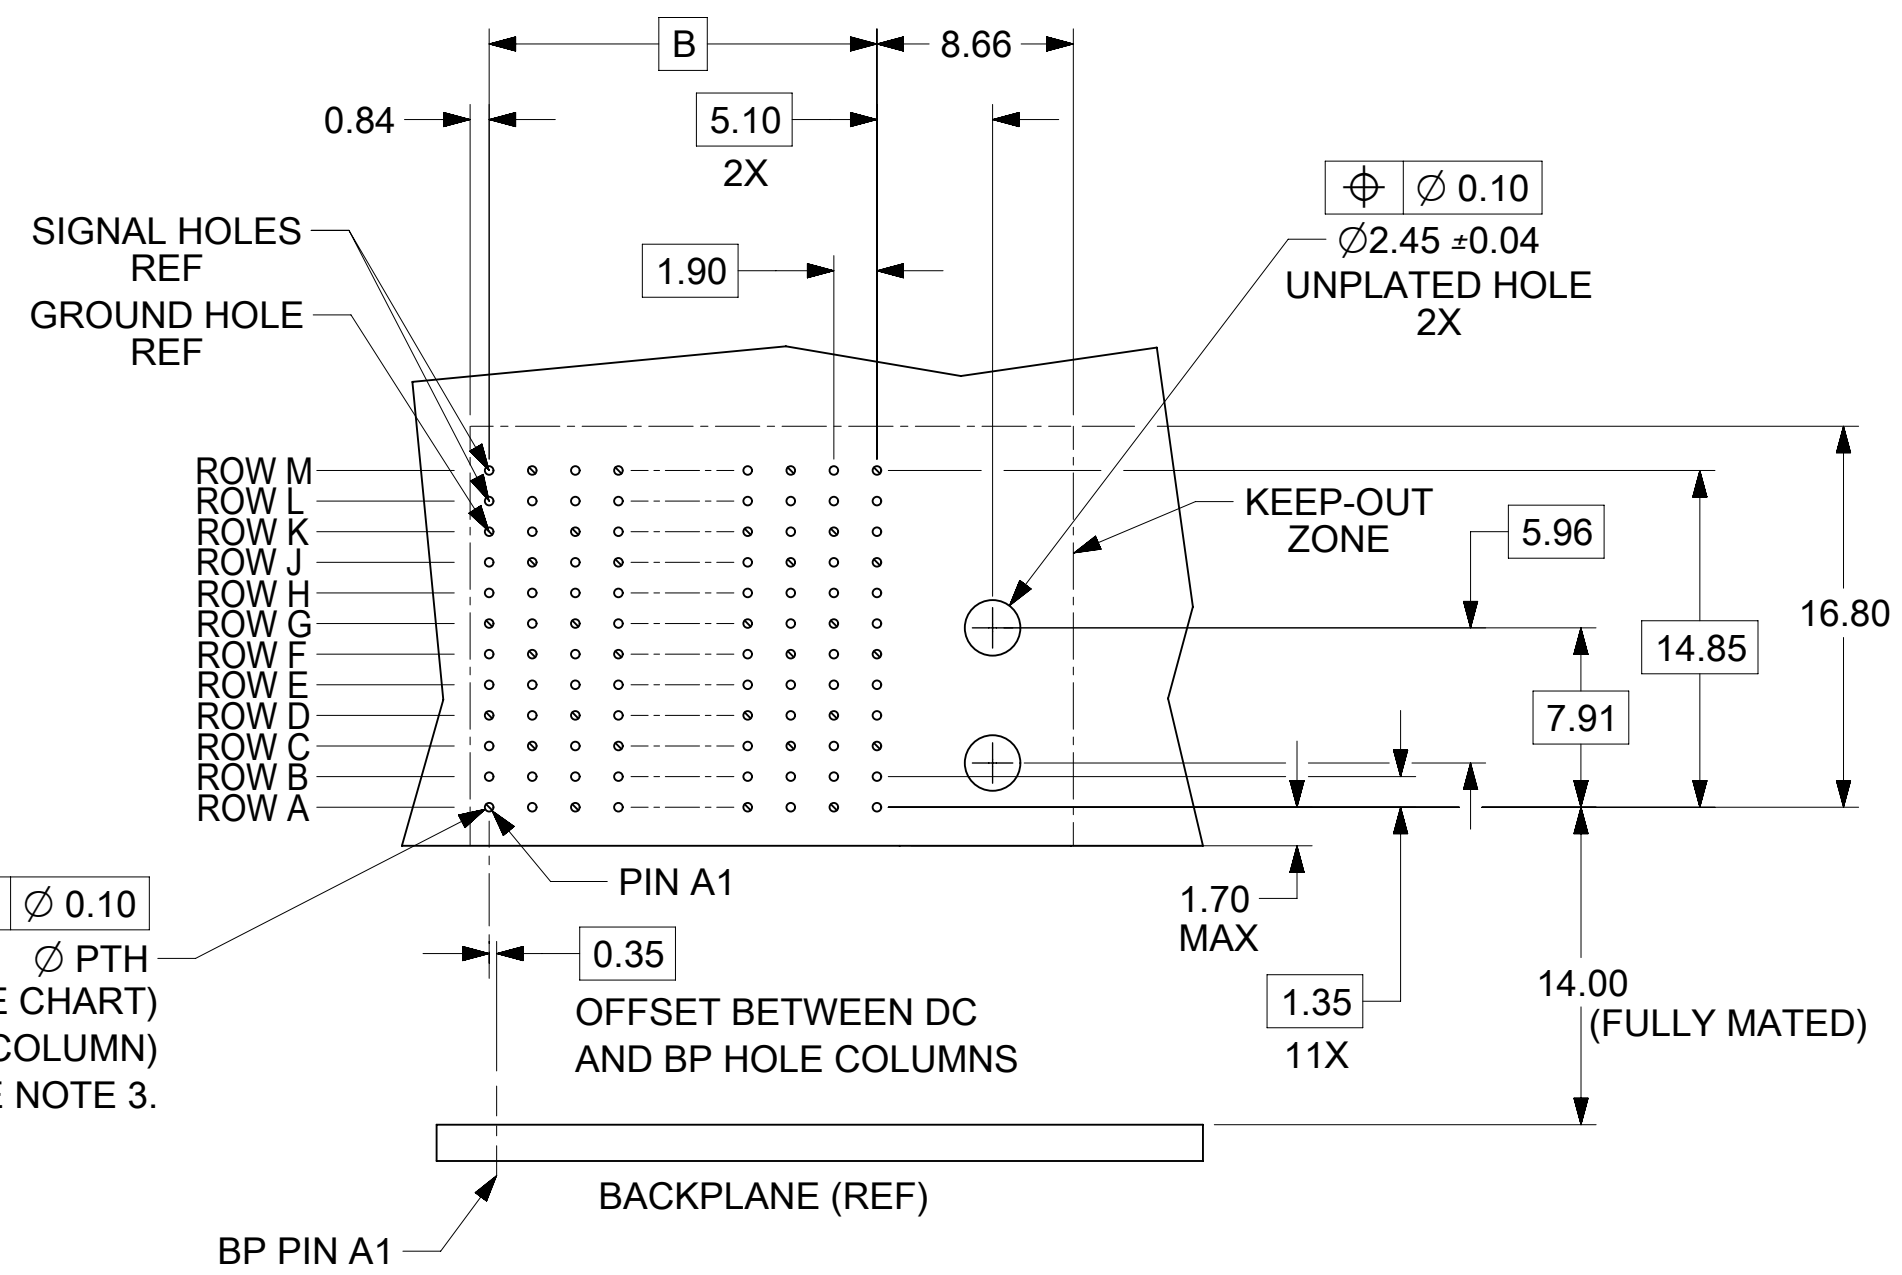 B
8.66
0.84
5.10
2X
⌖ ∅ 0.10
∅2.45 ±0.04
UNPLATED HOLE
2X
SIGNAL HOLES
REF
1.90
GROUND HOLE
REF
ROW M
ROW L
ROW K
ROW J
ROW H
ROW G
ROW F
ROW E
ROW D
ROW C
ROW B
ROW A
KEEP-OUT
ZONE
5.96
16.80
14.85
7.91
PIN A1
∅ 0.10
∅ PTH
E CHART)
COLUMN)
E NOTE 3.
0.35
OFFSET BETWEEN DC
AND BP HOLE COLUMNS
1.70
MAX
1.35
11X
14.00
(FULLY MATED)
BACKPLANE (REF)
BP PIN A1